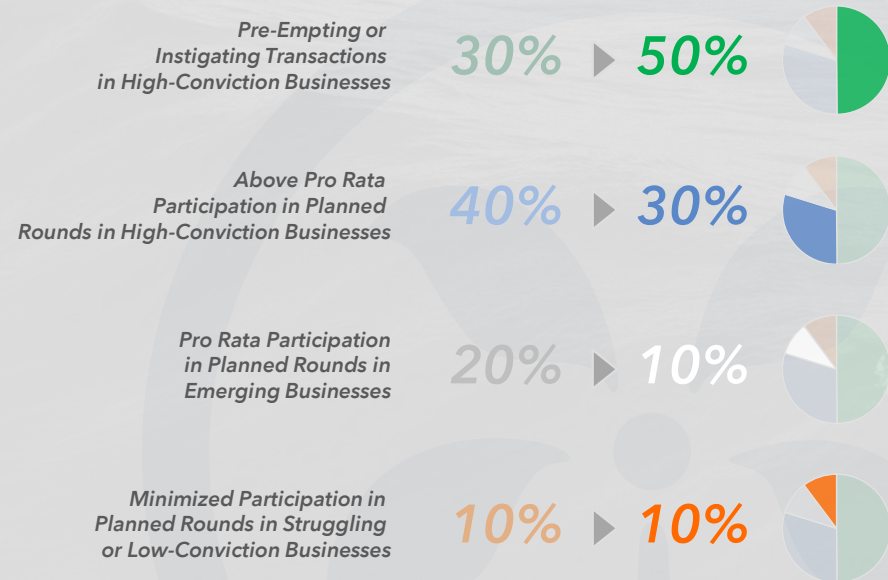 Pre-Empting or
Instigating Transactions
in High-Conviction Businesses
30% 50%
Above Pro Rata
Participation in Planned
Rounds in High-Conviction Businesses
40% 30%
Pro Rata Participation
in Planned Rounds in
Emerging Businesses
20% 10%
Minimized Participation in
Planned Rounds in Struggling
or Low-Conviction Businesses
10% 10%